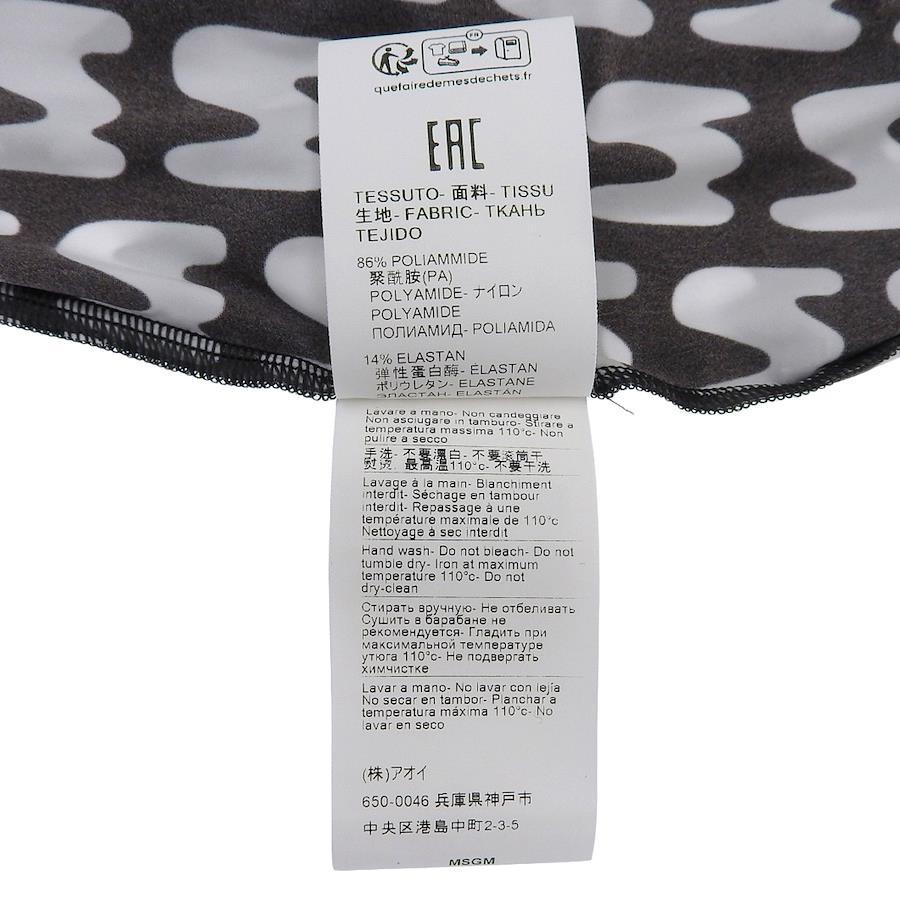 FR
quefairedemesdechets.fr
EAC
TESSUTO- 面料- TISSU
生地- FABRIC- ТКАНЬ
TEJIDO
86% POLIAMMIDE
聚酰胺(PA)
POLYAMIDE- ナイロン
POLYAMIDE
ПОЛИАМИД- POLIAMIDA
14% ELASTAN
弹性蛋白酶- ÉLASTAN
ポリウレタン- ELASTANE
ЭЛАСТАН- ELASTÁN
Lavare a mano- Non candeggiare
Non asciugare in tamburo- Stirare a
temperatura massima 110°c- Non
pulire a secco
手洗- 不要漂白- 不要滚筒干
熨烫, 最高温110°c- 不要干洗
Lavage à la main- Blanchiment
interdit- Séchage en tambour
interdit- Repassage à une
température maximale de 110°c
Nettoyage à sec interdit
Hand wash- Do not bleach- Do not
tumble dry- Iron at maximum
temperature 110°c- Do not
dry-clean
Стирать вручную- Не отбеливать
Сушить в барабане не
рекомендуется- Гладить при
максимальной температуре
утюга 110°c- Не подвергать
химчистке
Lavar a mano- No lavar con lejía
No secar en tambor- Planchar a
temperatura máxima 110°c- No
lavar en seco
(株)アオイ
650-0046 兵庫県神戸市
中央区港島中町2-3-5
MSGM